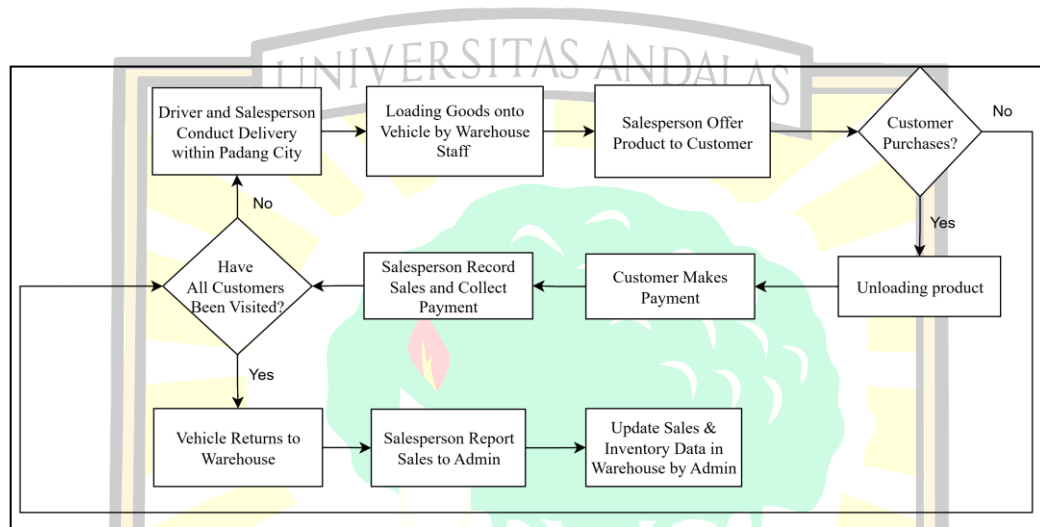 UNIVERSITAS ANDALAS
Driver and Salesperson
Conduct Delivery
within Padang City
Loading Goods onto
Vehicle by Warehouse
Staff
Salesperson Offer
Product to Customer
Customer
Purchases?
No
Yes
No
Have
All Customers
Been Visited?
Salesperson Record
Sales and Collect
Payment
Customer Makes
Payment
Unloading product
Yes
Vehicle Returns to
Warehouse
Salesperson Report
Sales to Admin
Update Sales &
Inventory Data in
Warehouse by Admin